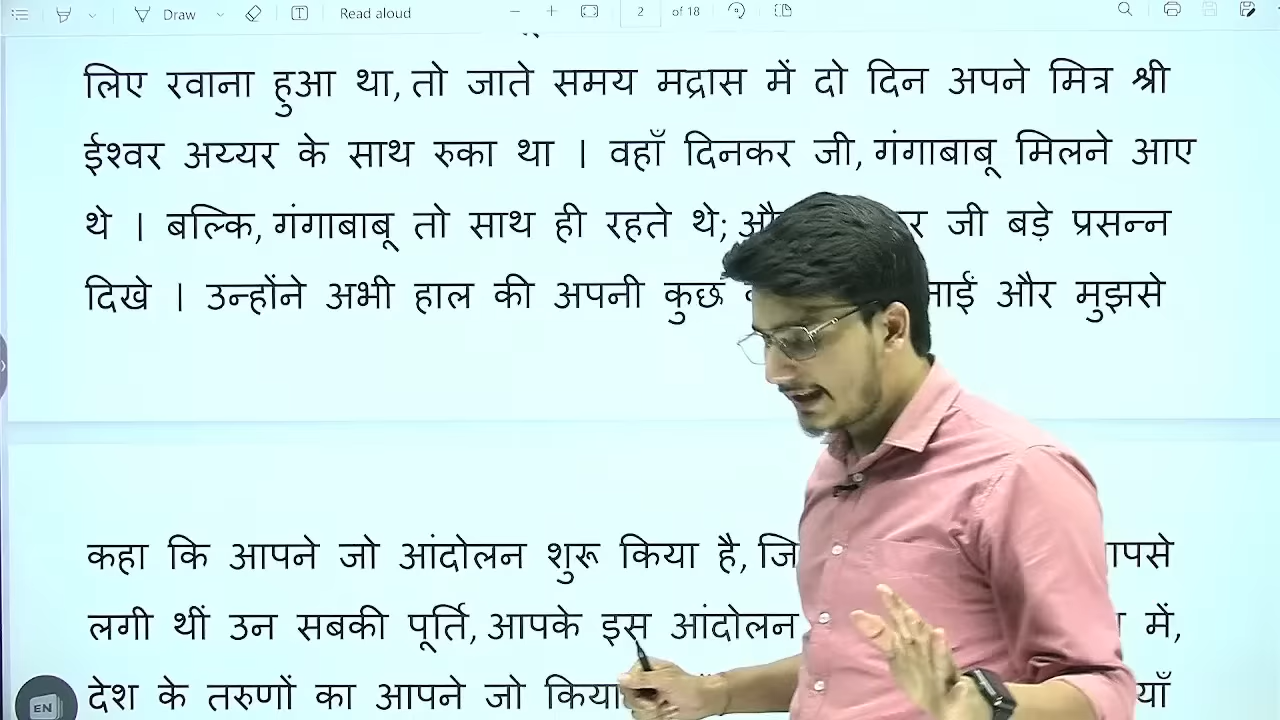 Draw
Read aloud
2
of 18
लिए रवाना हुआ था, तो जाते समय मद्रास में दो दिन अपने मित्र श्री
ईश्वर अय्यर के साथ रुका था । वहाँ दिनकर जी, गंगाबाबू मिलने आए
थे । बल्कि, गंगाबाबू तो साथ ही रहते थे; जी बड़े प्रसन्न
दिखे । उन्होंने अभी हाल की अपनी कुछ और मुझसे
कहा कि आपने जो आंदोलन शुरू किया है,
लगी थीं उन सबकी पूर्ति, आपके इस आंदोलन में,
देश के तरुणों का आपने जो किया
EN